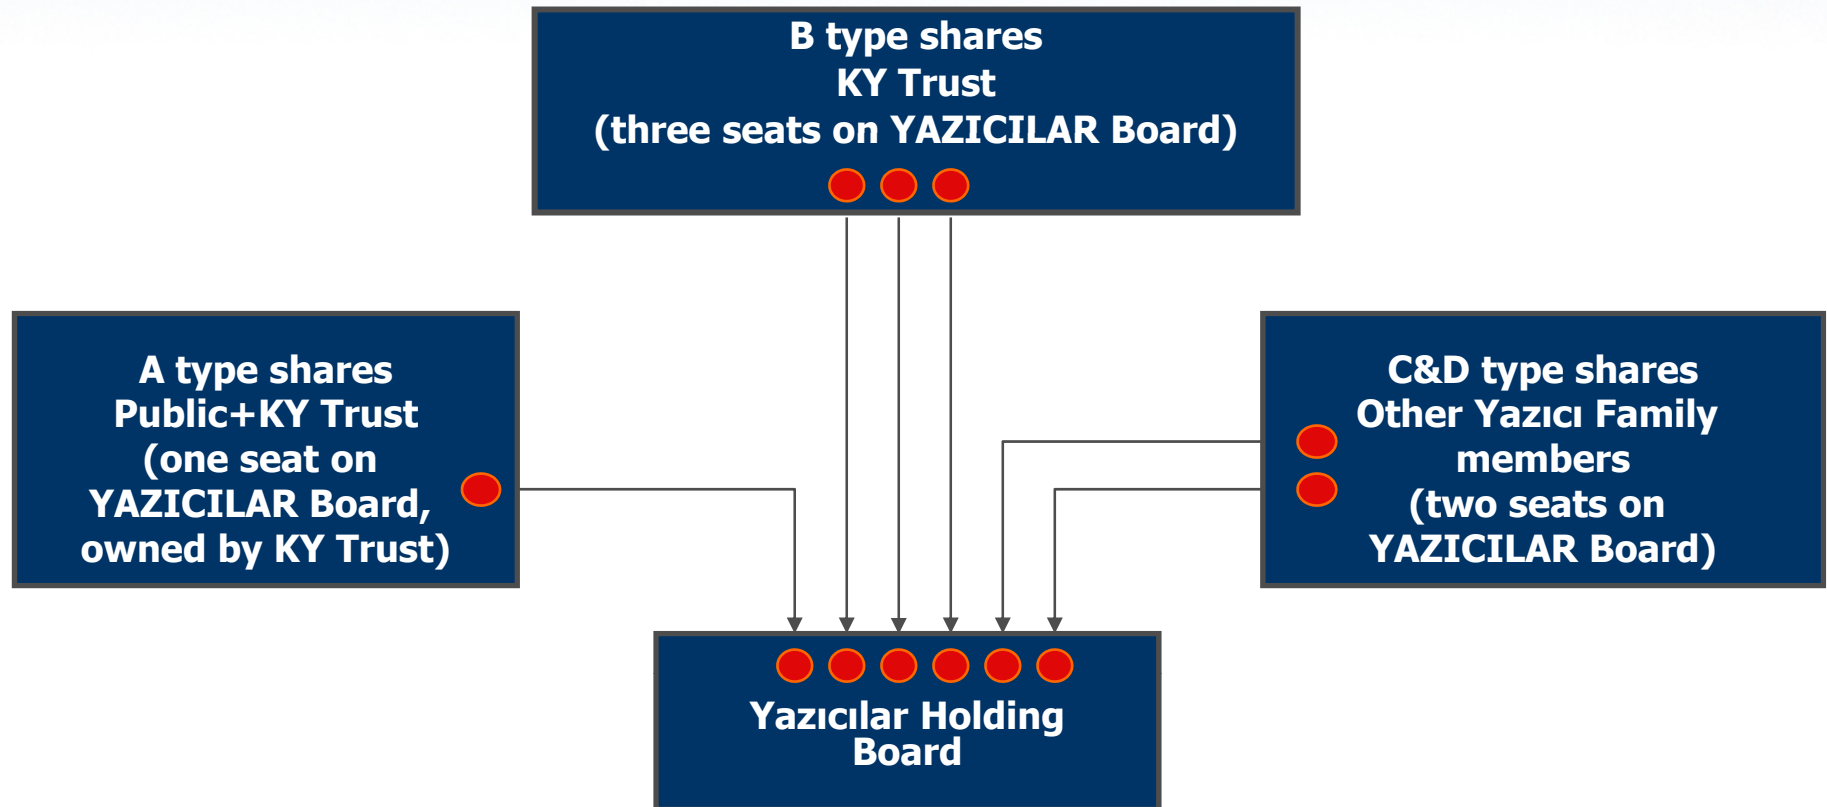 B type shares
KY Trust
(three seats on YAZICILAR Board)
A type shares
Public+KY Trust
(one seat on
YAZICILAR Board,
owned by KY Trust)
C&D type shares
Other Yazıcı Family
members
(two seats on
YAZICILAR Board)
Yazıcılar Holding
Board